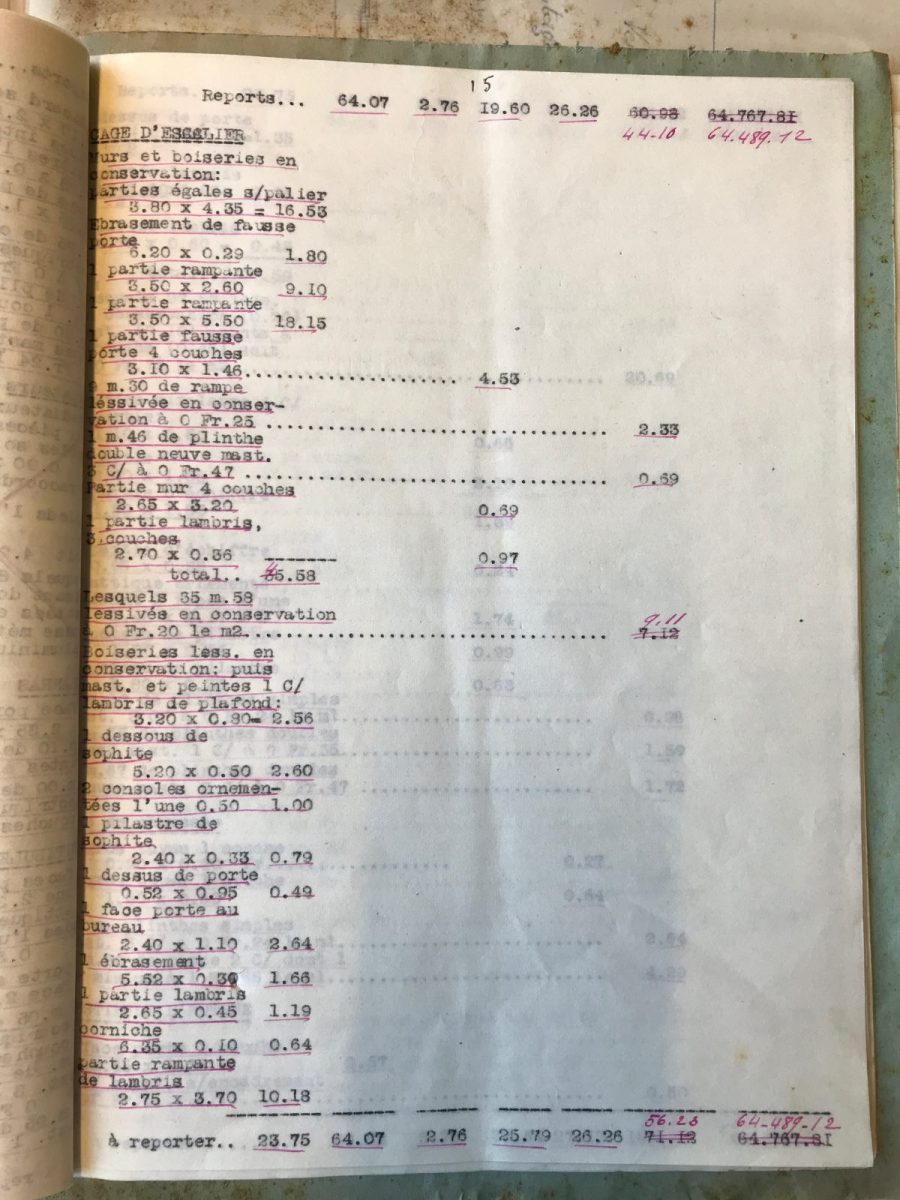 15
Reports... 64.07 2.76 19.60 26.26 60.98 64.767.81
44-10 64.489.12
CAGE D'ESCALIER
Murs et boiseries en
conservation:
parties égales s/palier
3.80 x 4.35 = 16.53
Ebrasement de fausse
porte
6.20 x 0.29 1.80
1 partie rampante
3.50 x 2.60 9.10
1 partie rampante
3.50 x 5.50 18.15
1 partie fausse
porte 4 couches
3.10 x 1.46 4.53
m.30 de rampe
léssivée en conser-
vation à 0 Fr.25 2.33
1 m.46 de plinthe
double neuve mast.
3 C/ à 0 Fr.47 0.69
Partie mur 4 couches
2.65 x 3.20 0.69
1 partie lambris,
3 couches
2.70 x 0.36 0.97
total.. 35.58
4
Lesquels 35 m.58
lessivés en conservation
9.11
à 0 Fr.20 le m2 7.12
Boiseries less. en
conservation; puis
mast. et peintes 1 C/
lambris de plafond:
3.20 x 0.80= 2.56
1 dessous de
sophite
5.20 x 0.50 2.60
2 consoles ornemen-
tées l'une 0.50 1.00
1 pilastre de
sophite
2.40 x 0.33 0.79
1 dessus de porte
0.52 x 0.95 0.49
1 face porte au
bureau
2.40 x 1.10 2.64
1 ébrasement
5.52 x 0.30 1.66
1 partie lambris
2.65 x 0.45 1.19
corniche
6.35 x 0.10 0.64
partie rampante
de lambris
2.75 x 3.70 10.18
56.23 64-489-12
à reporter.. 23.75 64.07 2.76 25.79 26.26 71.12 64.767.81